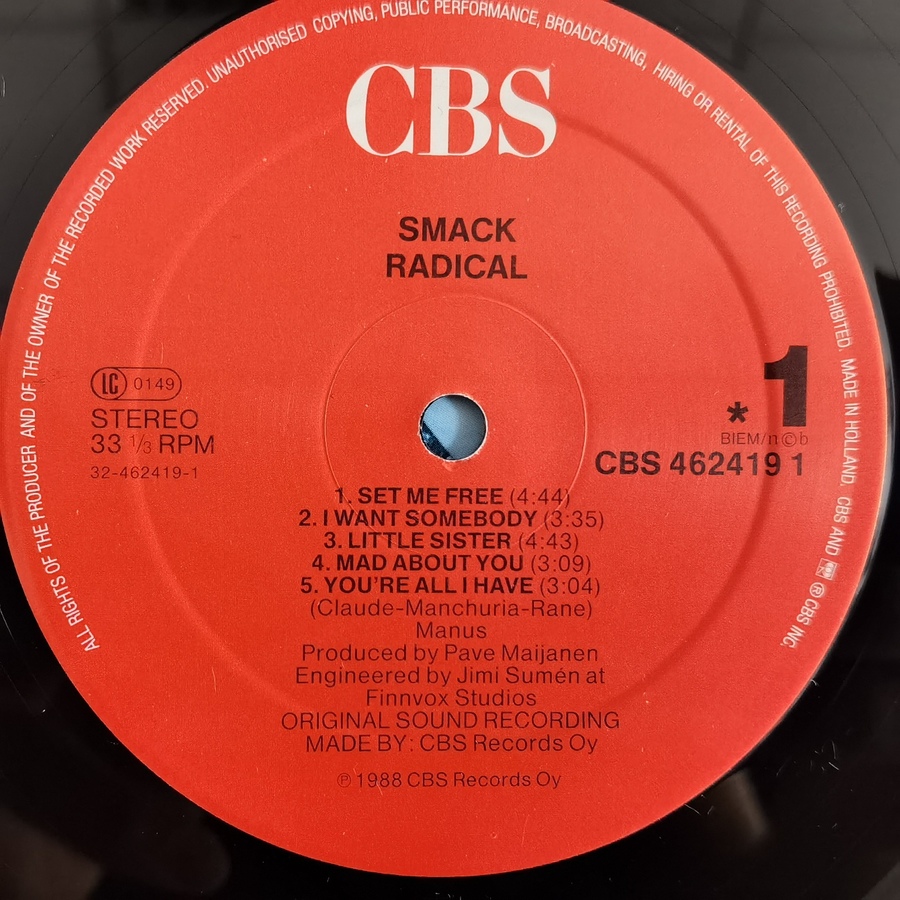 ALL RIGHTS OF THE PRODUCER AND OF THE OWNER OF THE RECORDED WORK RESERVED. UNAUTHORISED COPYING, PUBLIC PERFORMANCE, BROADCASTING, HIRING OR RENTAL OF THIS RECORDING PROHIBITED. MADE IN HOLLAND. CBS AND ℗ CBS INC.
CBS
SMACK
RADICAL
LC 0149
STEREO
33 1/3 RPM
32-462419-1
1
*
BIEM/n©b
CBS 462419 1
1. SET ME FREE (4:44)
2. I WANT SOMEBODY (3:35)
3. LITTLE SISTER (4:43)
4. MAD ABOUT YOU (3:09)
5. YOU'RE ALL I HAVE (3:04)
(Claude-Manchuria-Rane)
Manus
Produced by Pave Maijanen
Engineered by Jimi Sumén at
Finnvox Studios
ORIGINAL SOUND RECORDING
MADE BY: CBS Records Oy
℗ 1988 CBS Records Oy